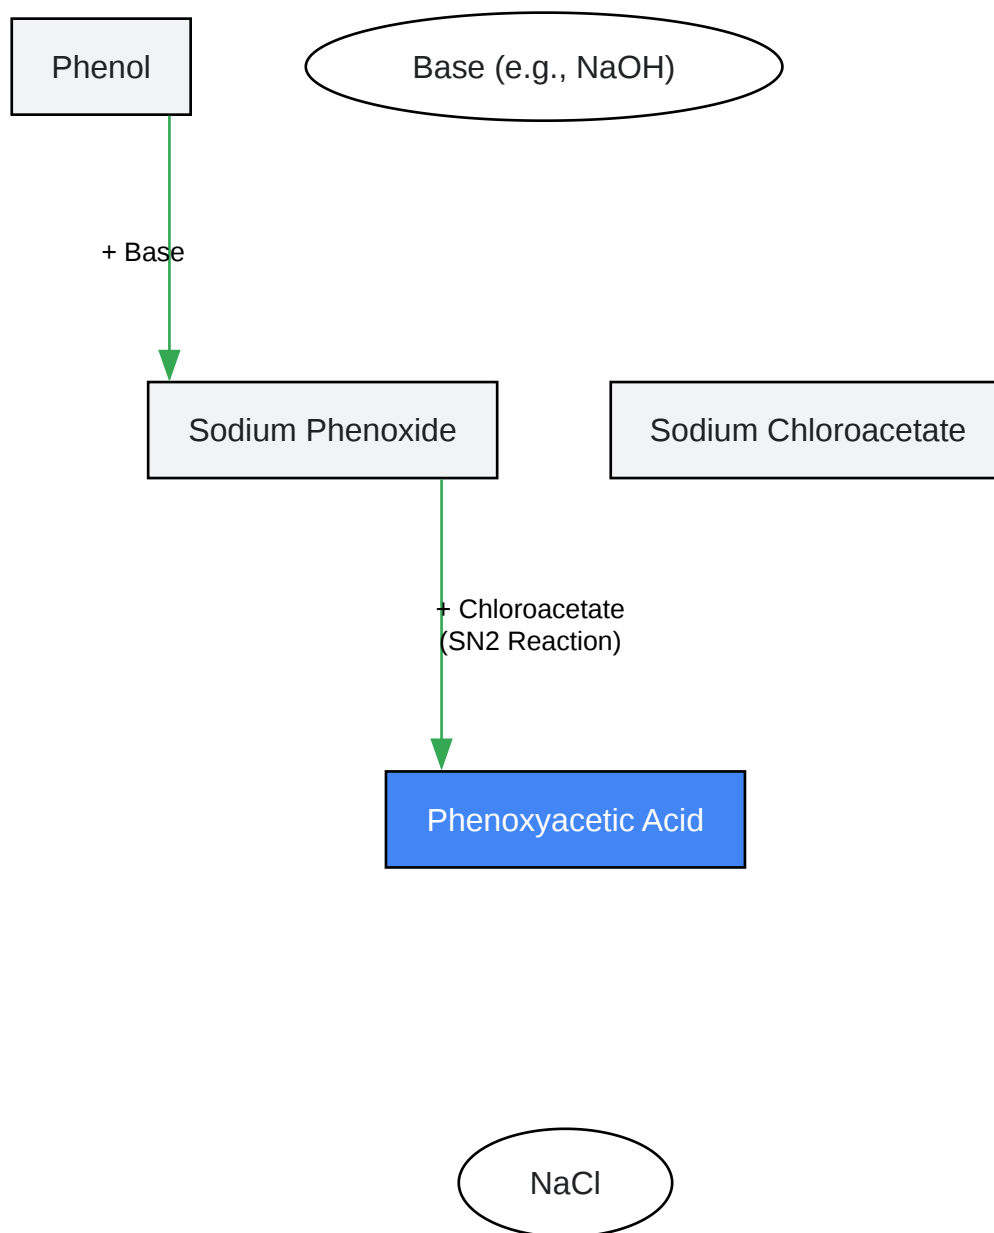 Phenol
Base (e.g., NaOH)
+ Base
Sodium Phenoxide
Sodium Chloroacetate
+ Chloroacetate
(SN2 Reaction)
Phenoxyacetic Acid
NaCl